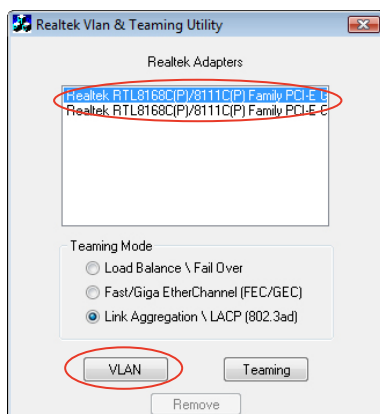 Realtek Vlan & Teaming Utility
Realtek Adapters
Realtek RTL8168C(P)/8111C(P) Family PCI-E
Realtek RTL8168C(P)/8111C(P) Family PCI-E
Teaming Mode
Load Balance \ Fail Over
Fast/Giga EtherChannel (FEC/GEC)
Link Aggregation \ LACP (802.3ad)
VLAN
Teaming
Remove